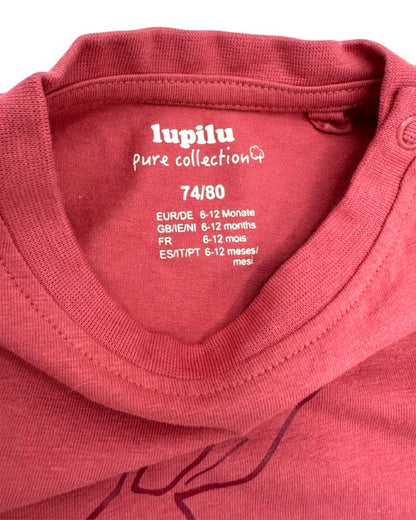 lupilu
pure collection
74/80
EUR/DE 6-12 Monate
GB/IE/NI 6-12 months
FR 6-12 mois
ES/IT/PT 6-12 meses/
mesi